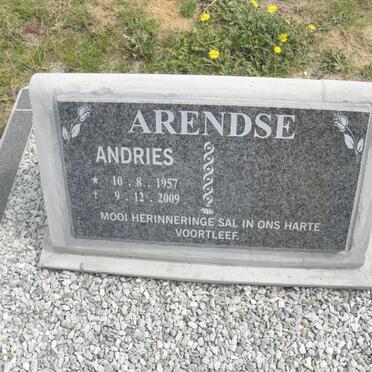 ARENDSE
ANDRIES
* 10 . 8 . 1957
† 9 . 12 . 2009
MOOI HERINNERINGE SAL IN ONS HARTE
VOORTLEEF.